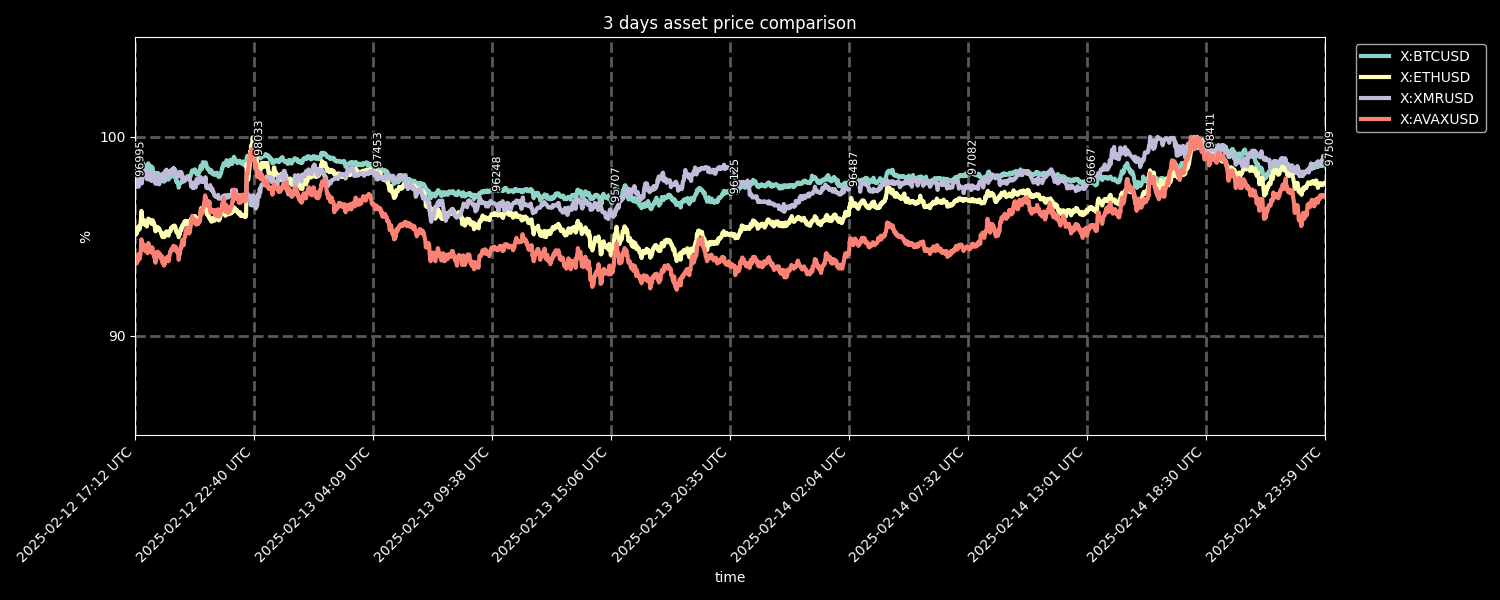 3 days asset price comparison
X:BTCUSD
X:ETHUSD
X:XMRUSD
X:AVAXUSD
100
90
%
96995
98033
97453
96248
95707
96125
96487
97082
96667
98411
97509
2025-02-12 17:12 UTC
2025-02-12 22:40 UTC
2025-02-13 04:09 UTC
2025-02-13 09:38 UTC
2025-02-13 15:06 UTC
2025-02-13 20:35 UTC
2025-02-14 02:04 UTC
2025-02-14 07:32 UTC
2025-02-14 13:01 UTC
2025-02-14 18:30 UTC
2025-02-14 23:59 UTC
time